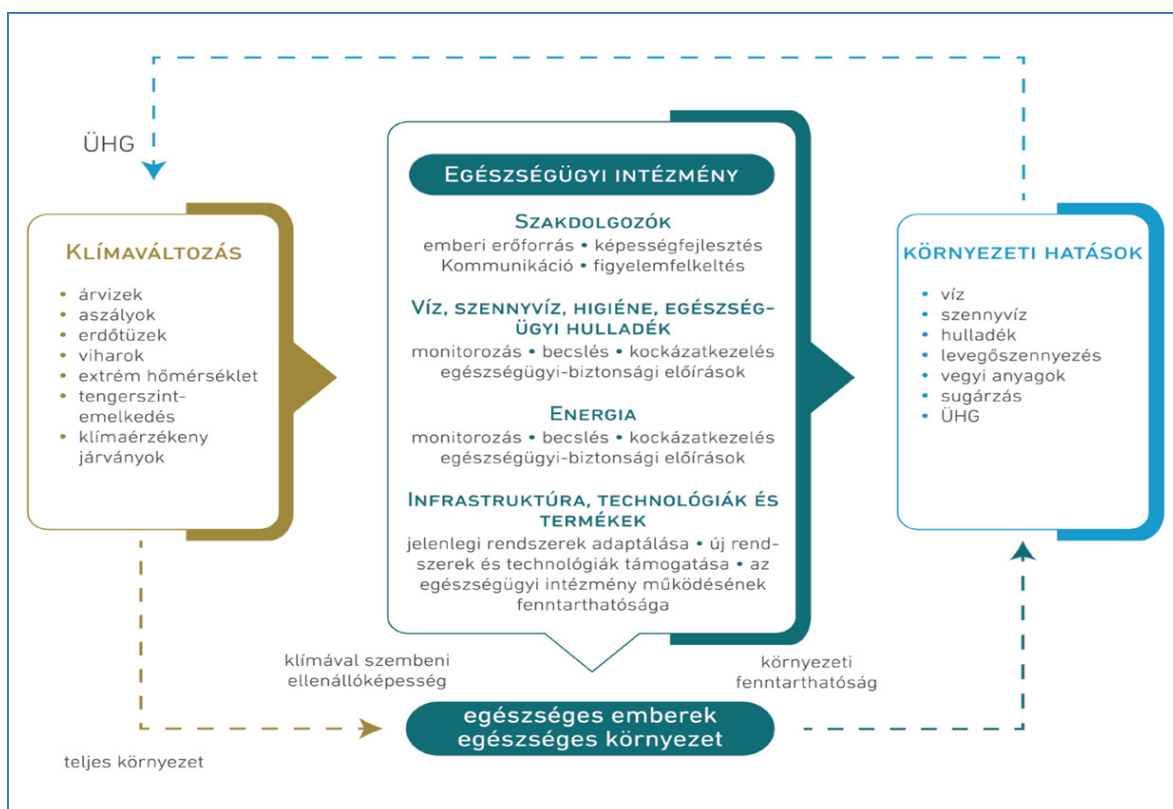 ÜHG
KLÍMAVÁLTOZÁS
• árvizek
• aszályok
• erdőtüzek
• viharok
• extrém hőmérséklet
• tengerszint-
emelkedés
• klímaérzékeny
járványok
EGÉSZSÉGÜGYI INTÉZMÉNY
SZAKDOLGOZÓK
emberi erőforrás • képességfejlesztés
Kommunikáció • figyelemfelkeltés
VÍZ, SZENNYVÍZ, HIGIÉNE, EGÉSZSÉG-
ÜGYI HULLADÉK
monitorozás • becslés • kockázatkezelés
egészségügyi-biztonsági előírások
ENERGIA
monitorozás • becslés • kockázatkezelés
egészségügyi-biztonsági előírások
INFRASTRUKTÚRA, TECHNOLÓGIÁK ÉS
TERMÉKEK
jelenlegi rendszerek adaptálása • új rend-
szerek és technológiák támogatása • az
egészségügyi intézmény működésének
fenntarthatósága
KÖRNYEZETI HATÁSOK
• víz
• szennyvíz
• hulladék
• levegőszennyezés
• vegyi anyagok
• sugárzás
• ÜHG
klímával szembeni
ellenállóképesség
környezeti
fenntarthatóság
egészséges emberek
egészséges környezet
teljes környezet